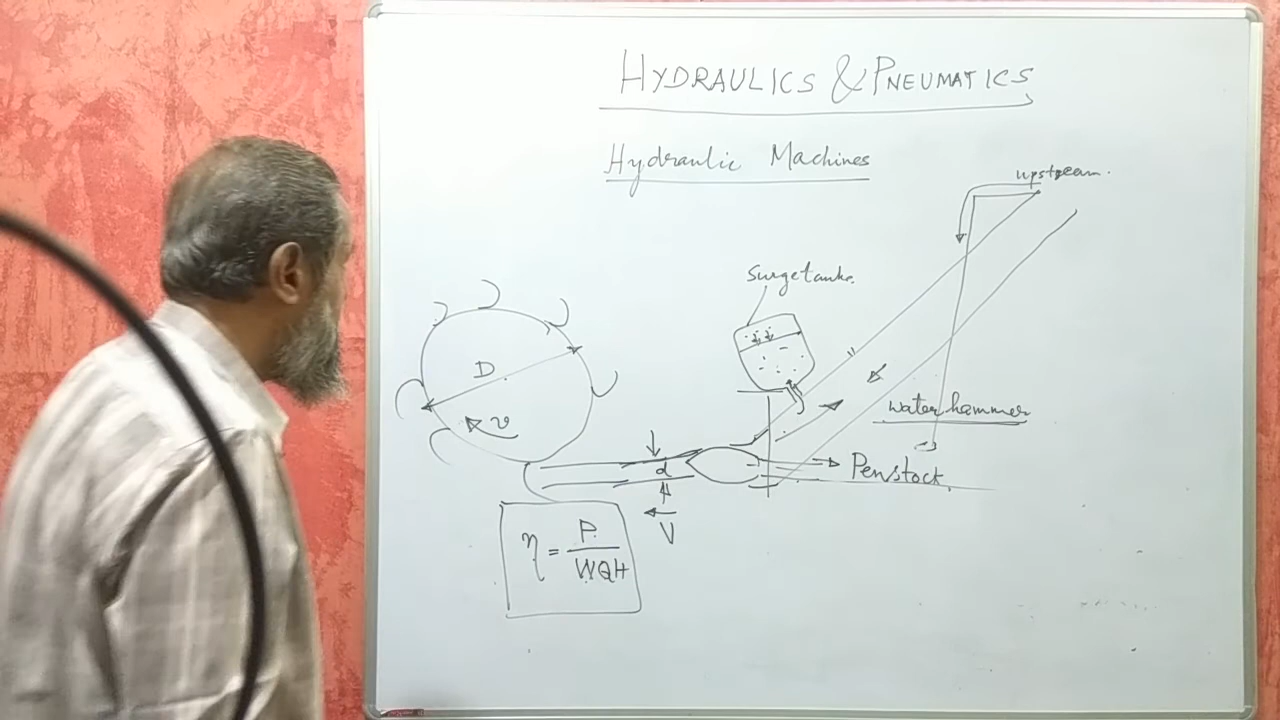 HYDRAULICS & PNEUMATICS
Hydraulic Machines
upstream.
Surgetank.
D
v
water hammer
d
Penstock
V
η = P / WQH